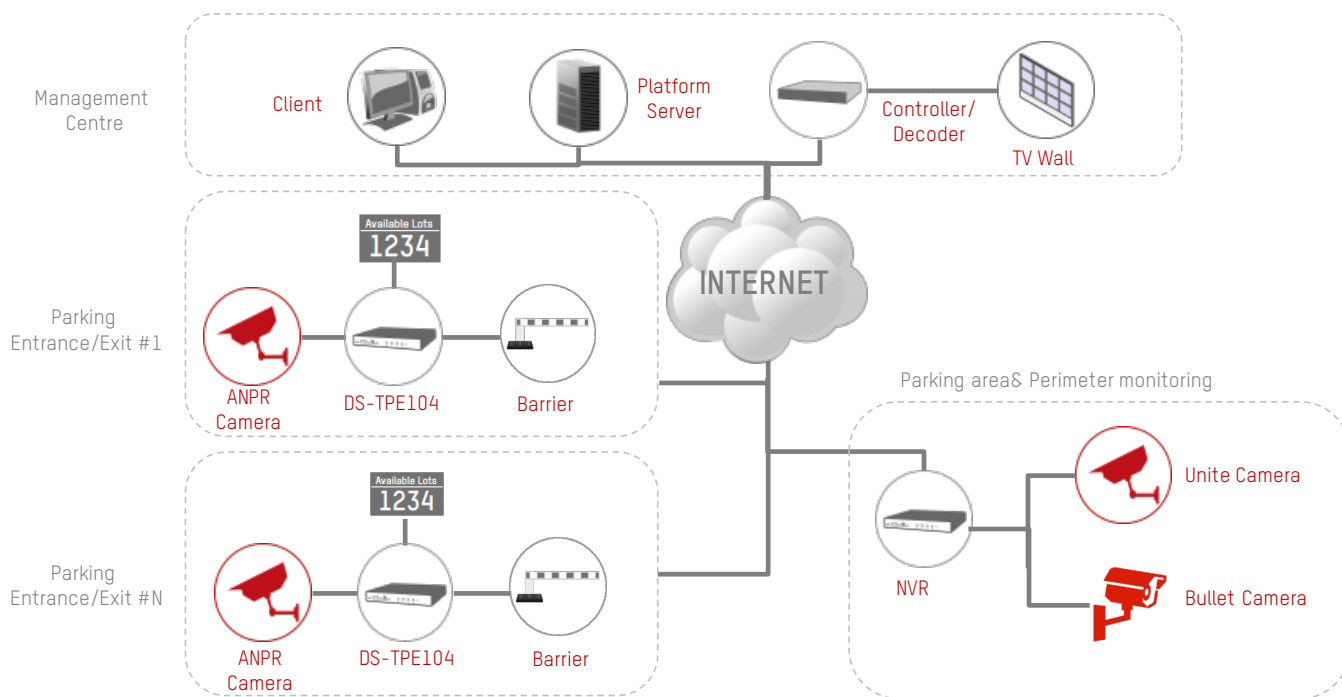 Management
Centre
Client
Platform
Server
Controller/
Decoder
TV Wall
Available Lots
1234
INTERNET
Parking
Entrance/Exit #1
ANPR
Camera
DS-TPE104
Barrier
Parking area& Perimeter monitoring
Available Lots
1234
Unite Camera
Parking
Entrance/Exit #N
NVR
Bullet Camera
ANPR
Camera
DS-TPE104
Barrier